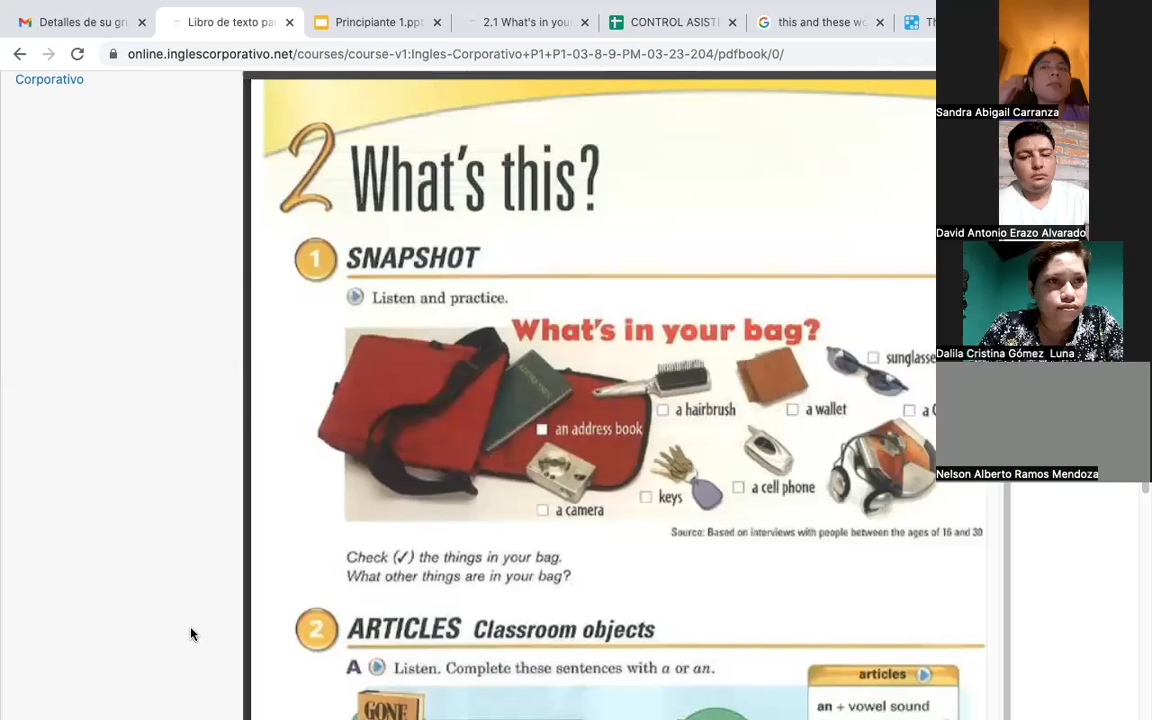 Detalles de su gr
Libro de texto par
Principiante 1.ppt
2.1 What's in your
CONTROL ASIST
this and these wo
Th
online.inglescorporativo.net/courses/course-v1:Ingles-Corporativo+P1+P1-03-8-9-PM-03-23-204/pdfbook/0/
Corporativo
2 What's this?
1 SNAPSHOT
Listen and practice.
What's in your bag?
sunglasse
a hairbrush
a wallet
a
an address book
keys
a cell phone
a camera
Source: Based on interviews with people between the ages of 16 and 30
Check (✓) the things in your bag.
What other things are in your bag?
2 ARTICLES Classroom objects
A Listen. Complete these sentences with a or an.
articles
an + vowel sound
GONE
Sandra Abigail Carranza
David Antonio Erazo Alvarado
Dalila Cristina Gómez Luna
Nelson Alberto Ramos Mendoza